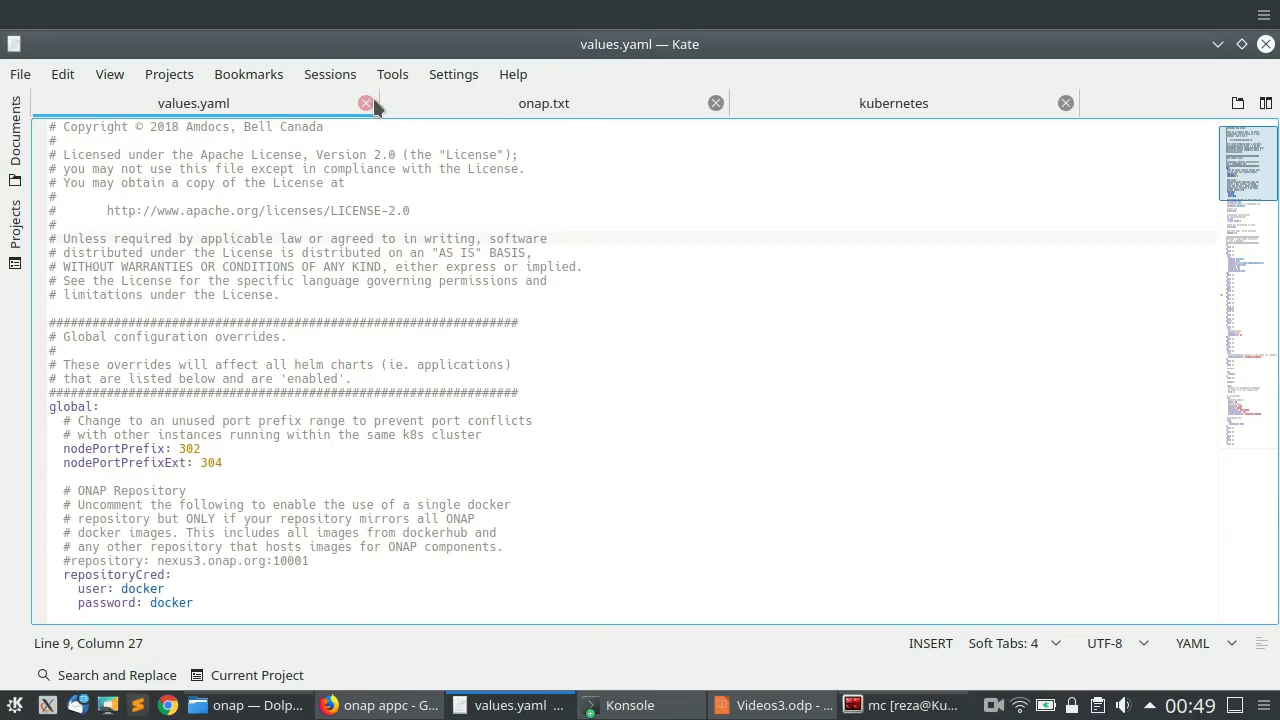 values.yaml — Kate
File Edit View Projects Bookmarks Sessions Tools Settings Help
values.yaml onap.txt kubernetes
Documents
Projects
# Copyright © 2018 Amdocs, Bell Canada
#
# Licensed under the Apache License, Version 2.0 (the "License");
# you may not use this file except in compliance with the License.
# You may obtain a copy of the License at
#
#       http://www.apache.org/licenses/LICENSE-2.0
#
# Unless required by applicable law or agreed to in writing, software
# distributed under the License is distributed on an "AS IS" BASIS,
# WITHOUT WARRANTIES OR CONDITIONS OF ANY KIND, either express or implied.
# See the License for the specific language governing permissions and
# limitations under the License.
#################################################################
# Global configuration overrides.
#
# These overrides will affect all helm charts (ie. applications)
# that are listed below and are 'enabled'.
#################################################################
global:
  # Change to an unused port prefix range to prevent port conflicts
  # with other instances running within the same k8s cluster
  nodePortPrefix: 302
  nodePortPrefixExt: 304
  # ONAP Repository
  # Uncomment the following to enable the use of a single docker
  # repository but ONLY if your repository mirrors all ONAP
  # docker images. This includes all images from dockerhub and
  # any other repository that hosts images for ONAP components.
  #repository: nexus3.onap.org:10001
  repositoryCred:
    user: docker
    password: docker
Line 9, Column 27 INSERT Soft Tabs: 4 UTF-8 YAML
Search and Replace Current Project
onap — Dolp... onap appc - G... values.yaml ... Konsole Videos3.odp - ... mc [reza@Ku... 00:49